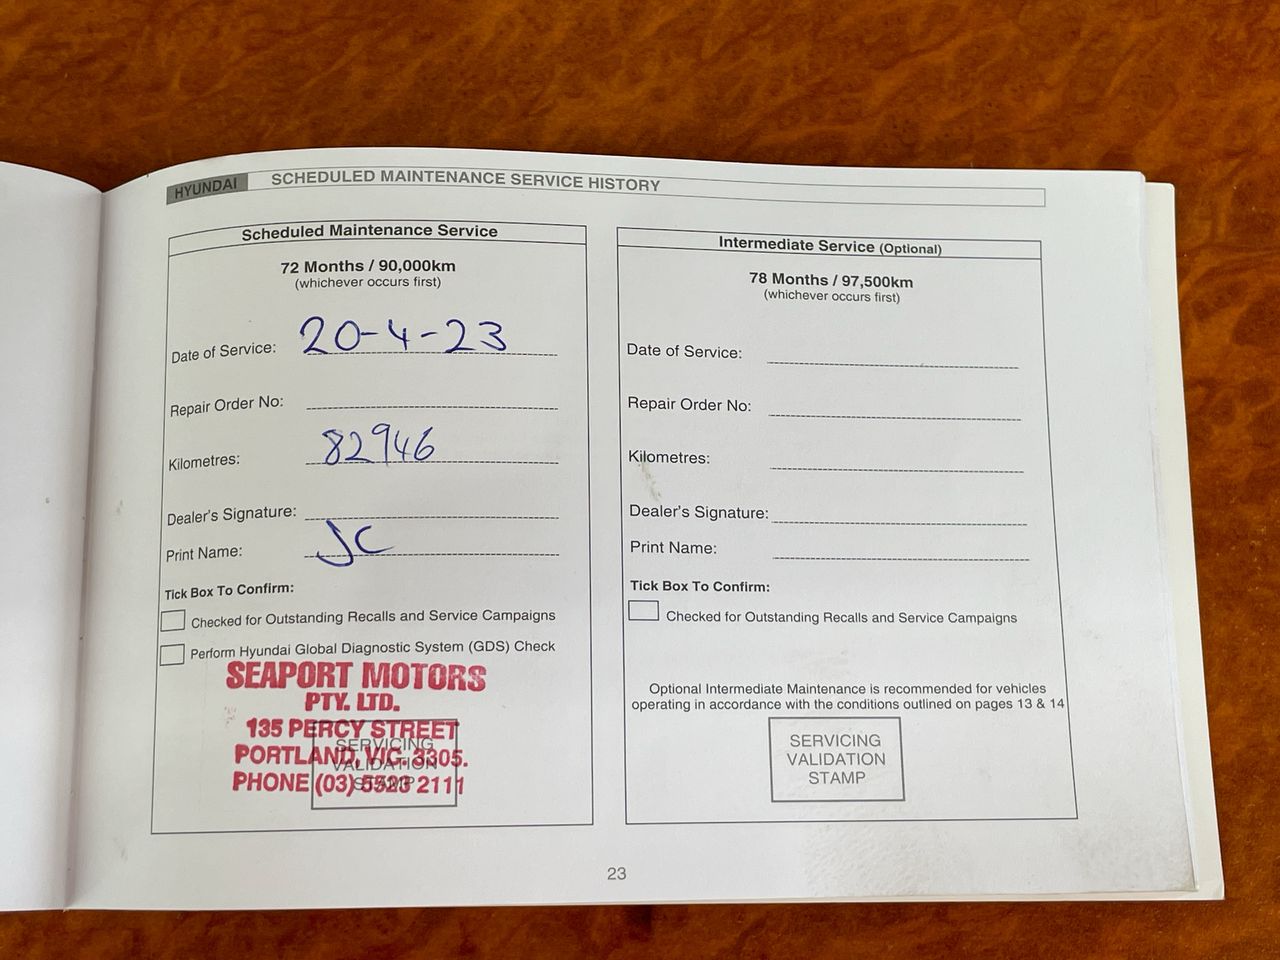 HYUNDAI SCHEDULED MAINTENANCE SERVICE HISTORY
Scheduled Maintenance Service
72 Months / 90,000km
(whichever occurs first)
Date of Service: 20-4-23
Repair Order No:
Kilometres: 82946
Dealer's Signature:
Print Name: JC
Tick Box To Confirm:
Checked for Outstanding Recalls and Service Campaigns
Perform Hyundai Global Diagnostic System (GDS) Check
SEAPORT MOTORS
PTY. LTD.
135 PERCY STREET
PORTLAND, VIC. 3305.
PHONE (03) 5523 2111
SERVICING
VALIDATION
STAMP
Intermediate Service (Optional)
78 Months / 97,500km
(whichever occurs first)
Date of Service:
Repair Order No:
Kilometres:
Dealer's Signature:
Print Name:
Tick Box To Confirm:
Checked for Outstanding Recalls and Service Campaigns
Optional Intermediate Maintenance is recommended for vehicles
operating in accordance with the conditions outlined on pages 13 & 14
SERVICING
VALIDATION
STAMP
23